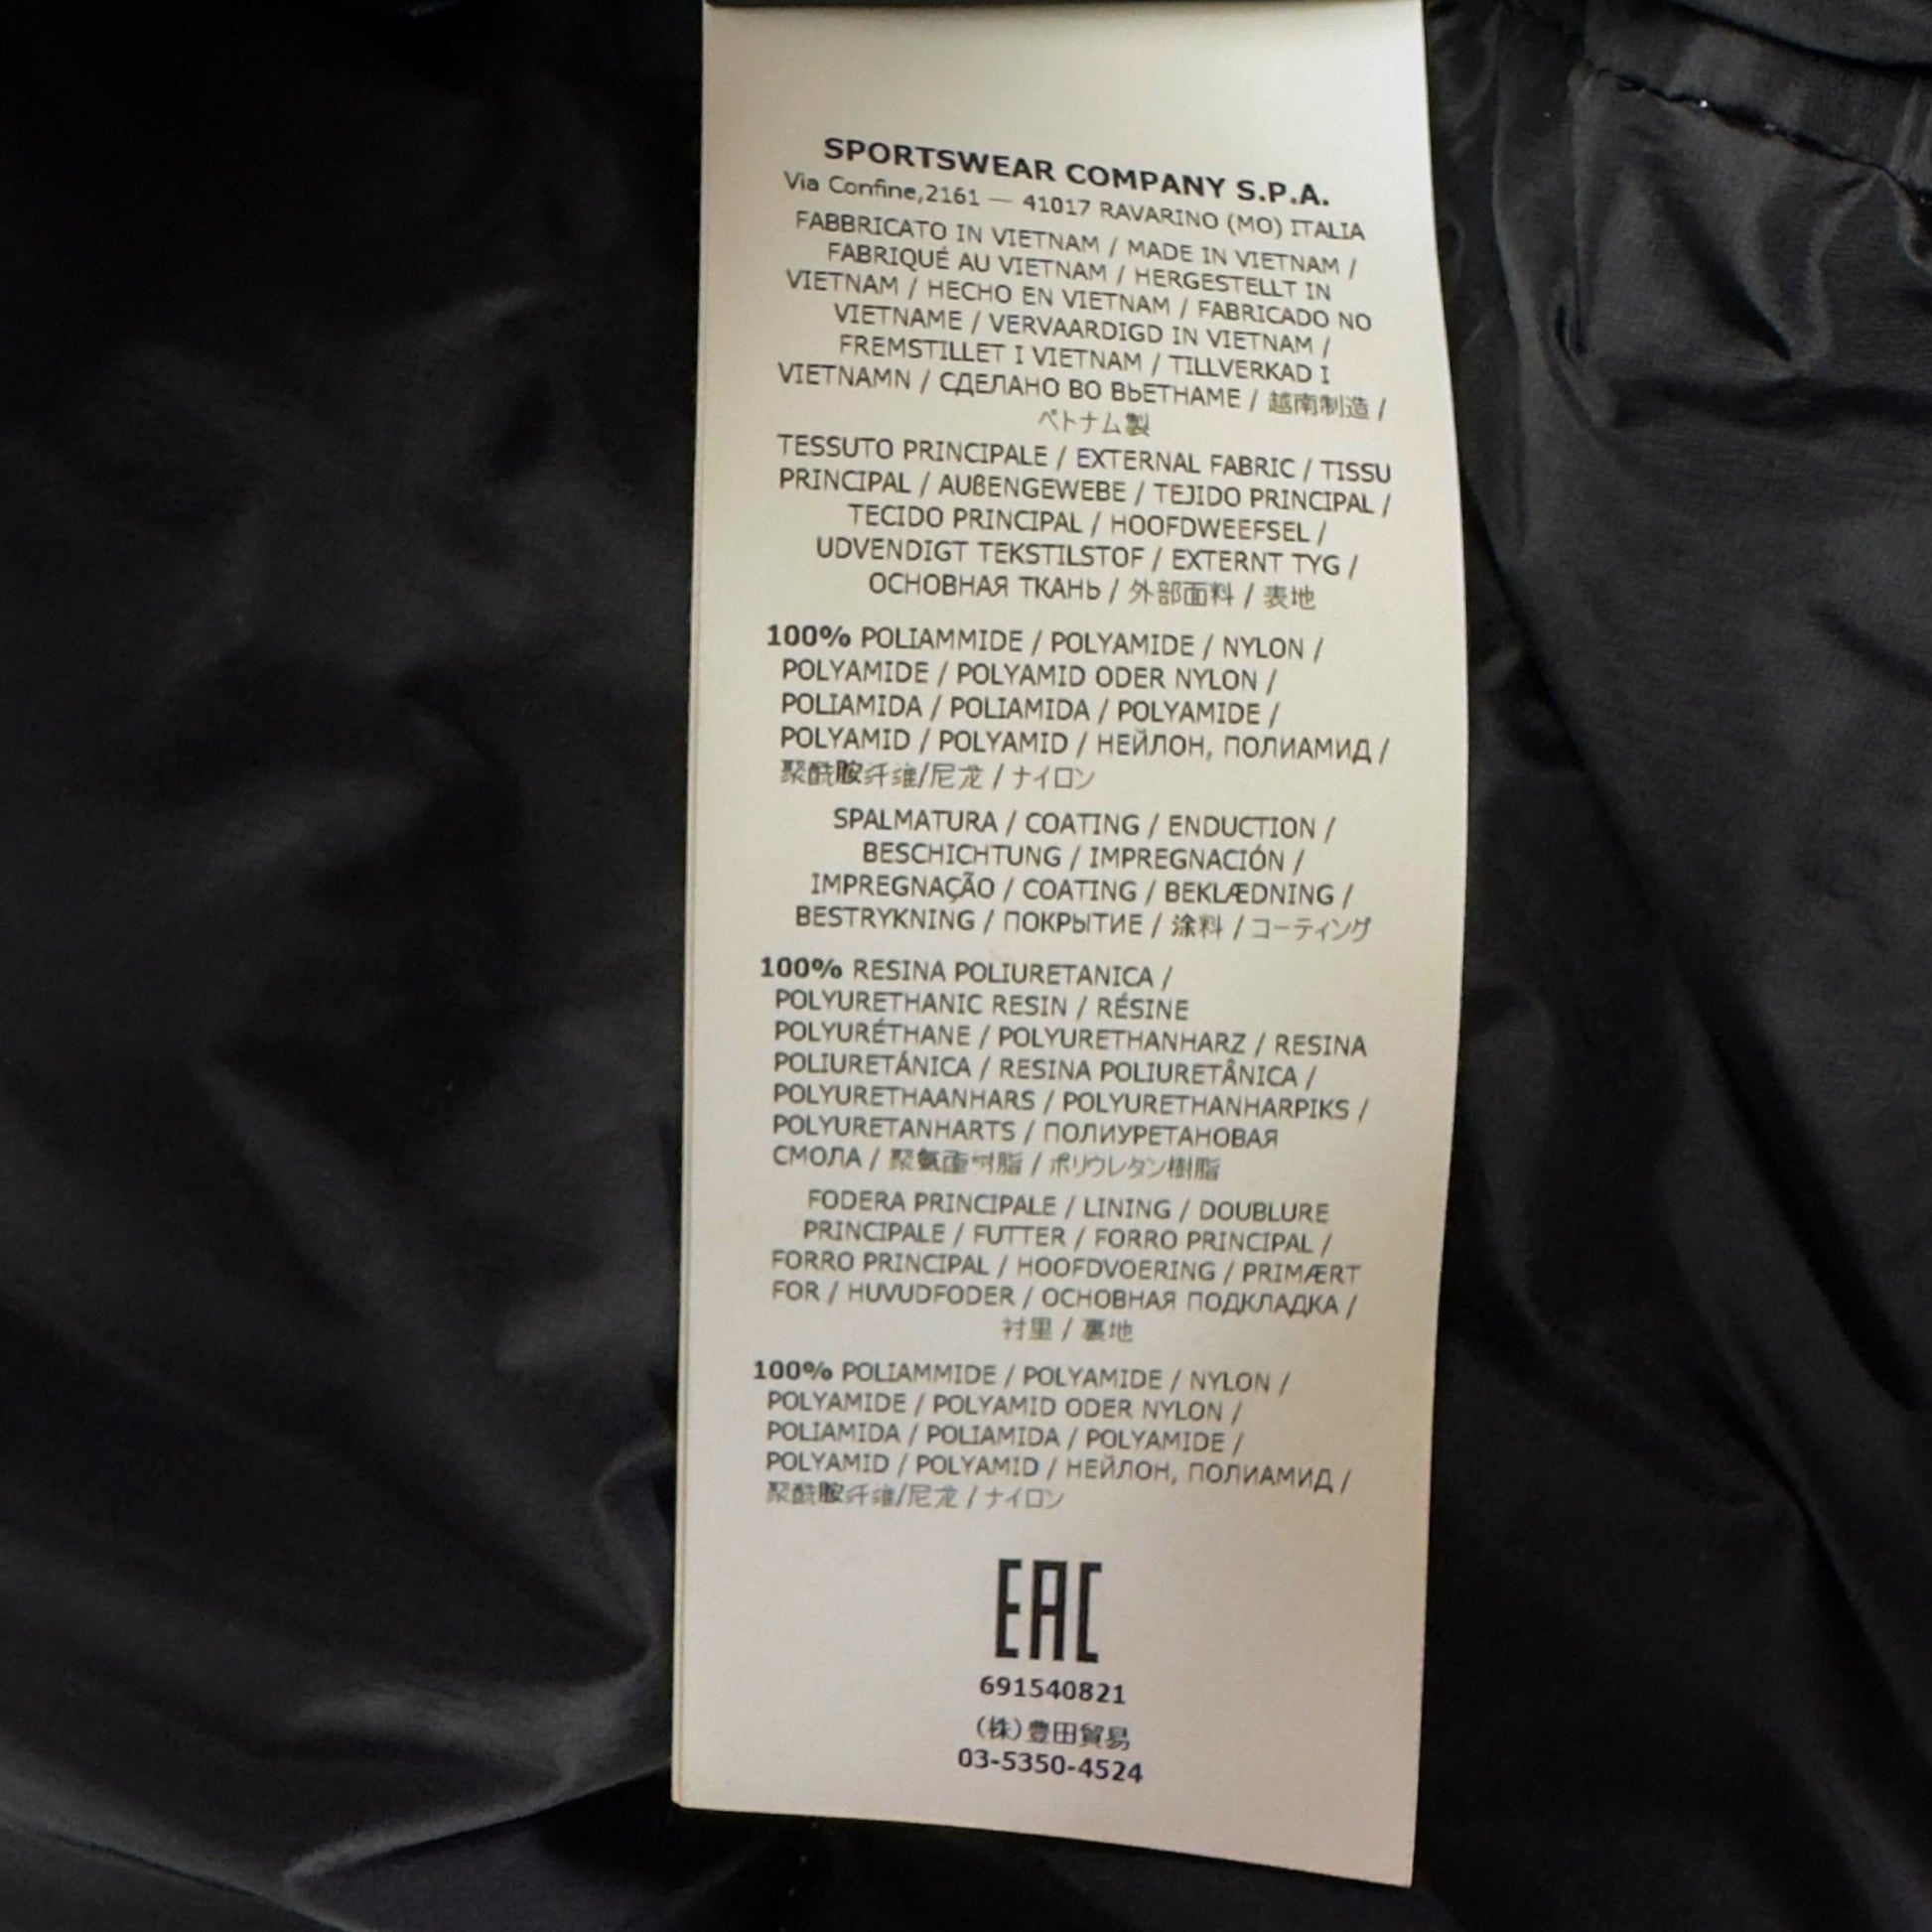 SPORTSWEAR COMPANY S.P.A.
Via Confine,2161 — 41017 RAVARINO (MO) ITALIA
FABBRICATO IN VIETNAM / MADE IN VIETNAM /
FABRIQUÉ AU VIETNAM / HERGESTELLT IN
VIETNAM / HECHO EN VIETNAM / FABRICADO NO
VIETNAME / VERVAARDIGD IN VIETNAM /
FREMSTILLET I VIETNAM / TILLVERKAD I
VIETNAMN / СДЕЛАНО ВО ВЬЕТНАМЕ / 越南制造 /
ベトナム製
TESSUTO PRINCIPALE / EXTERNAL FABRIC / TISSU
PRINCIPAL / AUßENGEWEBE / TEJIDO PRINCIPAL /
TECIDO PRINCIPAL / HOOFDWEEFSEL /
UDVENDIGT TEKSTILSTOF / EXTERNT TYG /
ОСНОВНАЯ ТКАНЬ / 外部面料 / 表地
100% POLIAMMIDE / POLYAMIDE / NYLON /
POLYAMIDE / POLYAMID ODER NYLON /
POLIAMIDA / POLIAMIDA / POLYAMIDE /
POLYAMID / POLYAMID / НЕЙЛОН, ПОЛИАМИД /
聚酰胺纤维/尼龙 / ナイロン
SPALMATURA / COATING / ENDUCTION /
BESCHICHTUNG / IMPREGNACIÓN /
IMPREGNAÇÃO / COATING / BEKLÆDNING /
BESTRYKNING / ПОКРЫТИЕ / 涂料 / コーティング
100% RESINA POLIURETANICA /
POLYURETHANIC RESIN / RÉSINE
POLYURÉTHANE / POLYURETHANHARZ / RESINA
POLIURETÁNICA / RESINA POLIURETÂNICA /
POLYURETHAANHARS / POLYURETHANHARPIKS /
POLYURETANHARTS / ПОЛИУРЕТАНОВАЯ
СМОЛА / 聚氨酯树脂 / ポリウレタン樹脂
FODERA PRINCIPALE / LINING / DOUBLURE
PRINCIPALE / FUTTER / FORRO PRINCIPAL /
FORRO PRINCIPAL / HOOFDVOERING / PRIMÆRT
FOR / HUVUDFODER / ОСНОВНАЯ ПОДКЛАДКА /
衬里 / 裏地
100% POLIAMMIDE / POLYAMIDE / NYLON /
POLYAMIDE / POLYAMID ODER NYLON /
POLIAMIDA / POLIAMIDA / POLYAMIDE /
POLYAMID / POLYAMID / НЕЙЛОН, ПОЛИАМИД /
聚酰胺纤维/尼龙 / ナイロン
EAC
691540821
(株)豊田貿易
03-5350-4524